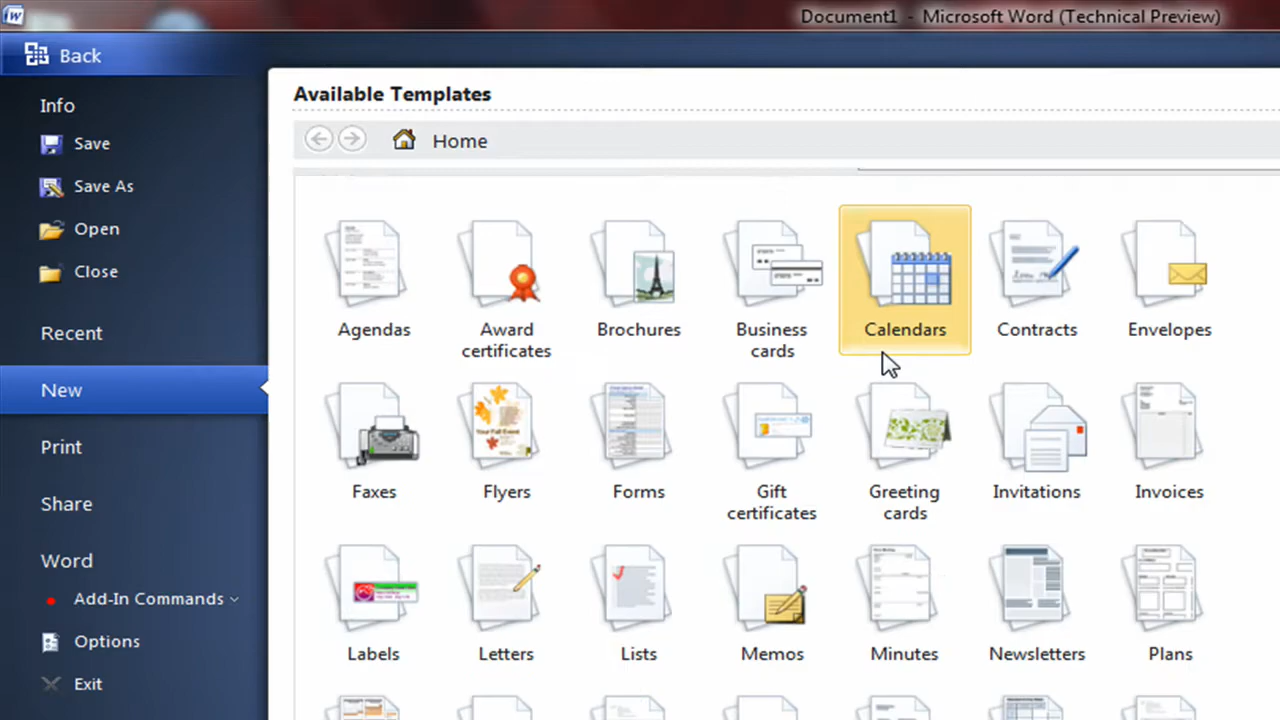 Document1 - Microsoft Word (Technical Preview)
Back
Info
Save
Save As
Open
Close
Recent
New
Print
Share
Word
Add-In Commands
Options
Exit
Available Templates
Home
Agendas
Award
certificates
Brochures
Business
cards
Calendars
Contracts
Envelopes
Faxes
Flyers
Forms
Gift
certificates
Greeting
cards
Invitations
Invoices
Labels
Letters
Lists
Memos
Minutes
Newsletters
Plans